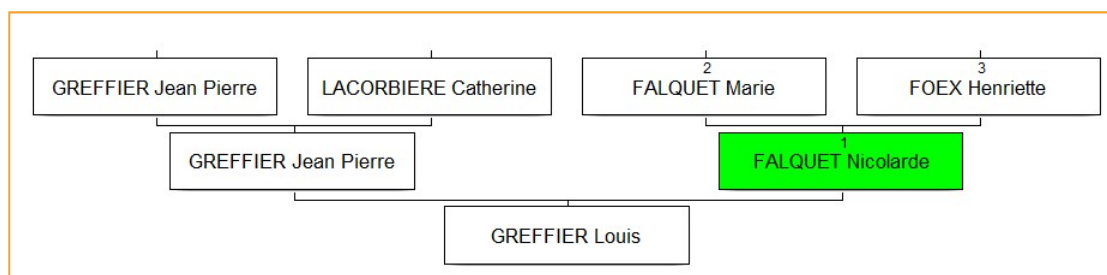 GREFFIER Jean Pierre
LACORBIERE Catherine
2
FALQUET Marie
3
FOEX Henriette
GREFFIER Jean Pierre
1
FALQUET Nicolarde
GREFFIER Louis